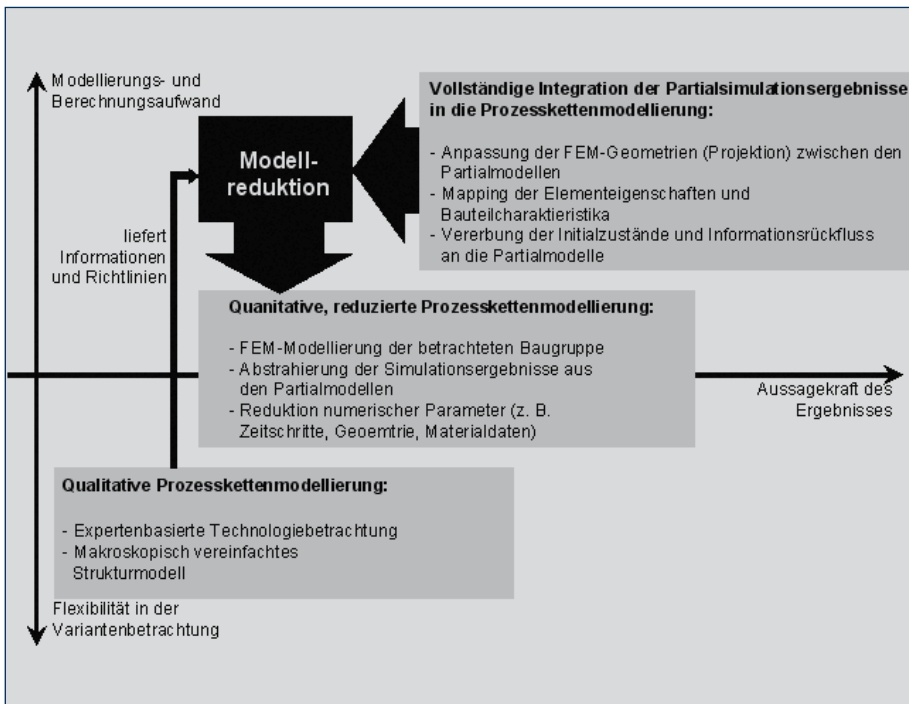 Modellierungs- und
Berechnungsaufwand
Vollständige Integration der Partialsimulationsergebnisse
in die Prozesskettenmodellierung:
- Anpassung der FEM-Geometrien (Projektion) zwischen den
Partialmodellen
- Mapping der Elementeigenschaften und
Bauteilcharaktieristika
- Vererbung der Initialzustände und Informationsrückfluss
an die Partialmodelle
Modell-
reduktion
liefert
Informationen
und Richtlinien
Quanitative, reduzierte Prozesskettenmodellierung:
- FEM-Modellierung der betrachteten Baugruppe
- Abstrahierung der Simulationsergebnisse aus
den Partialmodellen
- Reduktion numerischer Parameter (z. B.
Zeitschritte, Geoemtrie, Materialdaten)
Aussagekraft des
Ergebnisses
Qualitative Prozesskettenmodellierung:
- Expertenbasierte Technologiebetrachtung
- Makroskopisch vereinfachtes
Strukturmodell
Flexibilität in der
Variantenbetrachtung